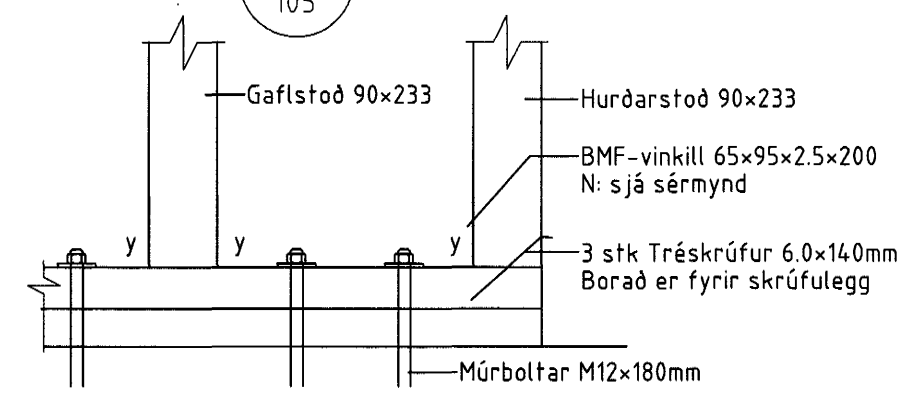 105
Gaflstoð 90×233
Hurðarstoð 90×233
BMF-vinkill 65×95×2.5×200
N: sjá sérmynd
y y y
3 stk Tréskrúfur 6.0×140mm
Borað er fyrir skrúfulegg
Múrboltar M12×180mm